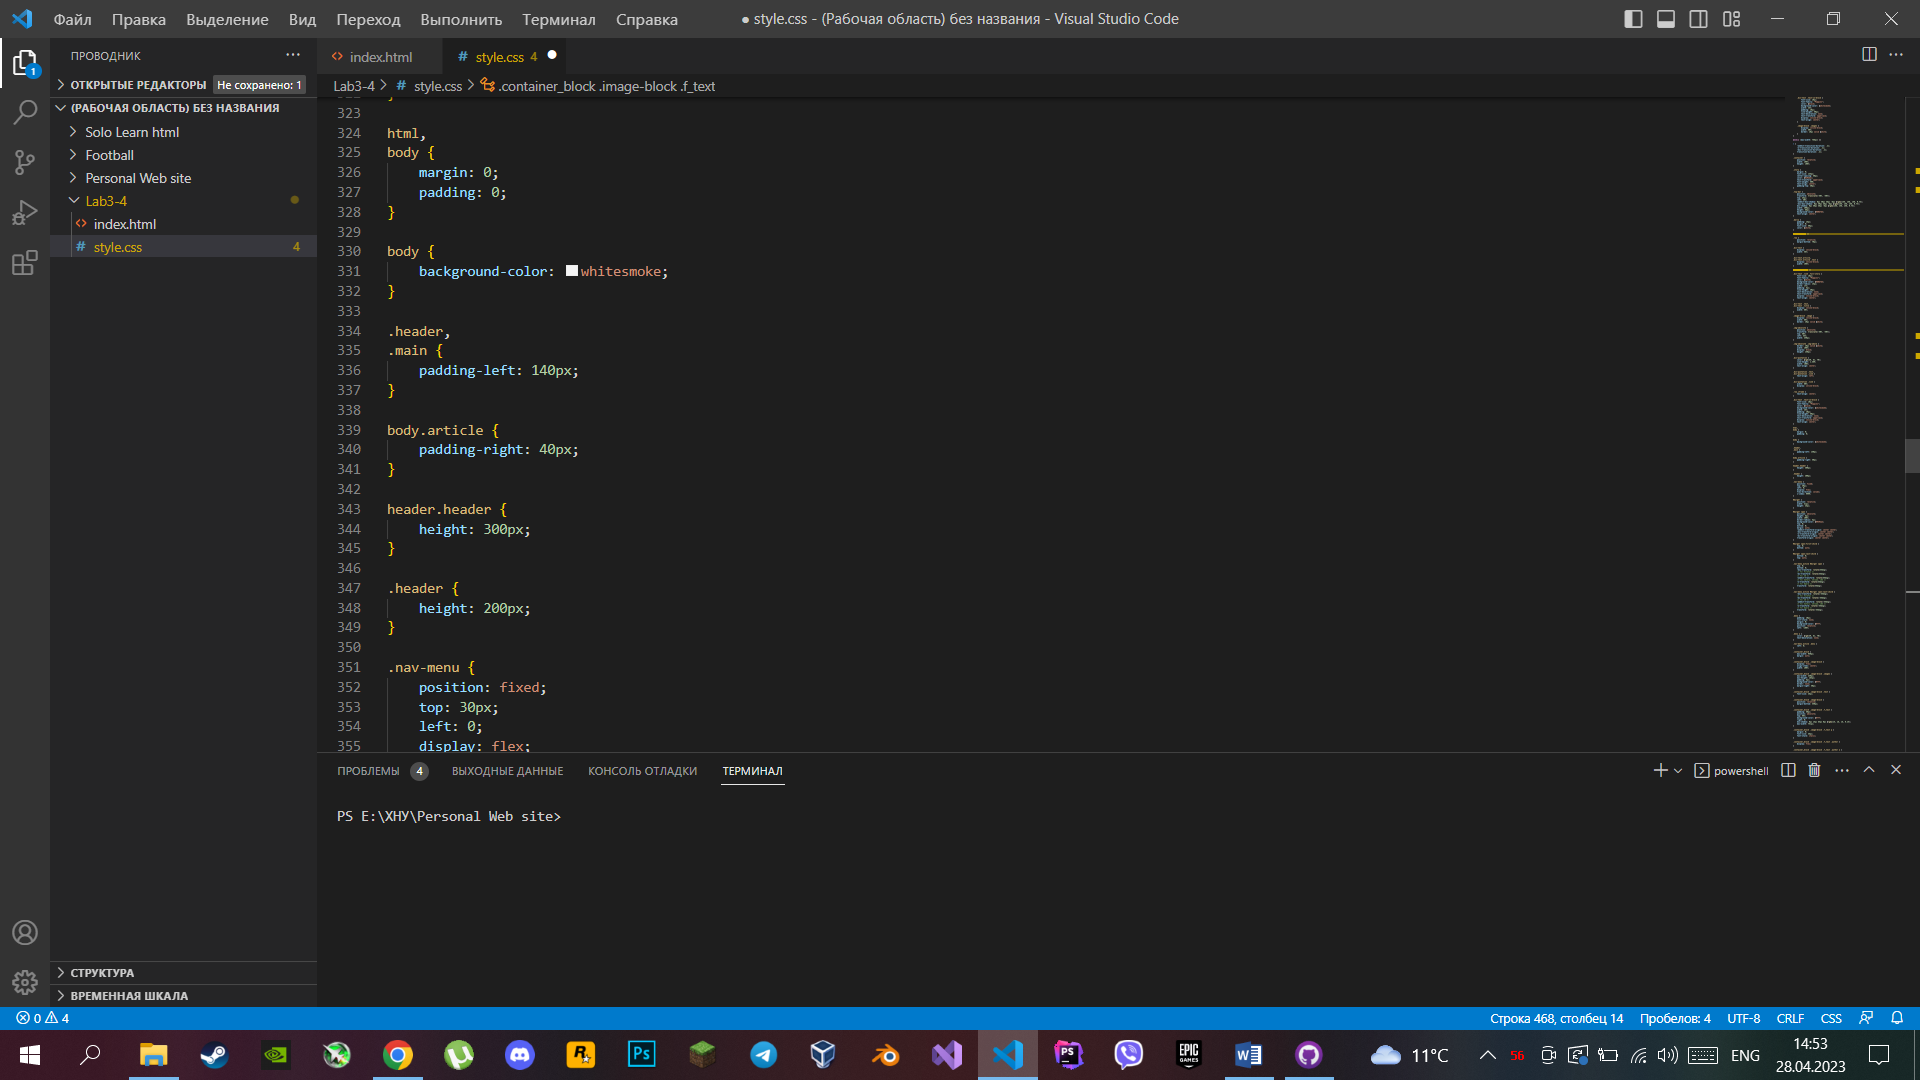 Файл Правка Выделение Вид Переход Выполнить Терминал Справка
● style.css - (Рабочая область) без названия - Visual Studio Code
ПРОВОДНИК
index.html
# style.css 4
1
ОТКРЫТЫЕ РЕДАКТОРЫ Не сохранено: 1
Lab3-4 > # style.css > .container_block .image-block .f_text
(РАБОЧАЯ ОБЛАСТЬ) БЕЗ НАЗВАНИЯ
Solo Learn html
Football
Personal Web site
Lab3-4
index.html
# style.css 4
323
324 html,
325 body {
326 margin: 0;
327 padding: 0;
328 }
329
330 body {
331 background-color: whitesmoke;
332 }
333
334 .header,
335 .main {
336 padding-left: 140px;
337 }
338
339 body.article {
340 padding-right: 40px;
341 }
342
343 header.header {
344 height: 300px;
345 }
346
347 .header {
348 height: 200px;
349 }
350
351 .nav-menu {
352 position: fixed;
353 top: 30px;
354 left: 0;
355 display: flex;
ПРОБЛЕМЫ 4 ВЫХОДНЫЕ ДАННЫЕ КОНСОЛЬ ОТЛАДКИ ТЕРМИНАЛ
powershell
PS E:\ХНУ\Personal Web site>
СТРУКТУРА
ВРЕМЕННАЯ ШКАЛА
0 4
Строка 468, столбец 14 Пробелов: 4 UTF-8 CRLF CSS
11°C
56
ENG
14:53
28.04.2023
R
Ps
PS
EPIC
GAMES
W